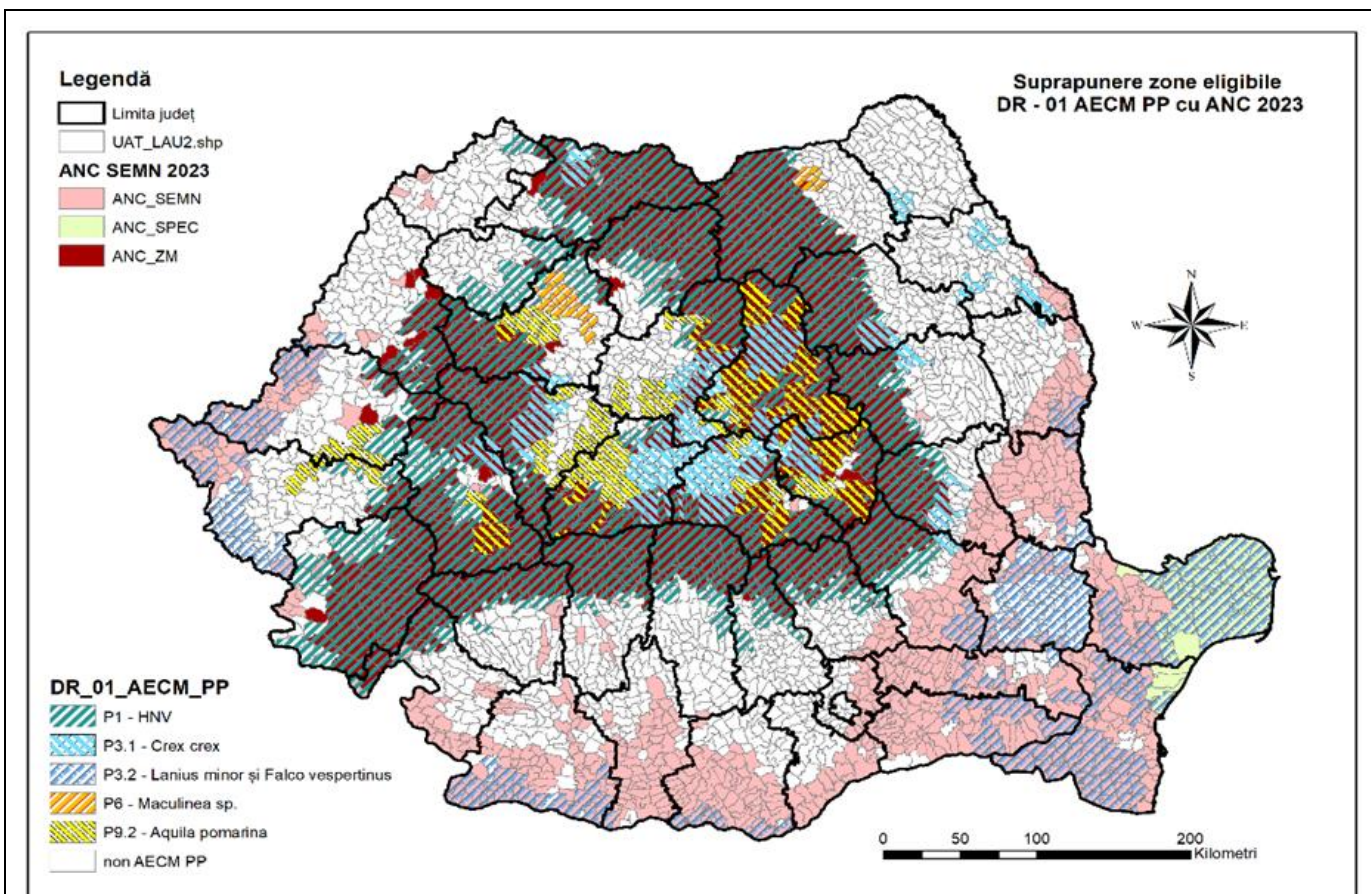 Legendă
Limita județ
UAT_LAU2.shp
ANC SEMN 2023
ANC_SEMN
ANC_SPEC
ANC_ZM
Suprapunere zone eligibile
DR - 01 AECM PP cu ANC 2023
N
W E
S
DR_01_AECM_PP
P1 - HNV
P3.1 - Crex crex
P3.2 - Lanius minor și Falco vespertinus
P6 - Maculinea sp.
P9.2 - Aquila pomarina
non AECM PP
0 50 100 200
Kilometri